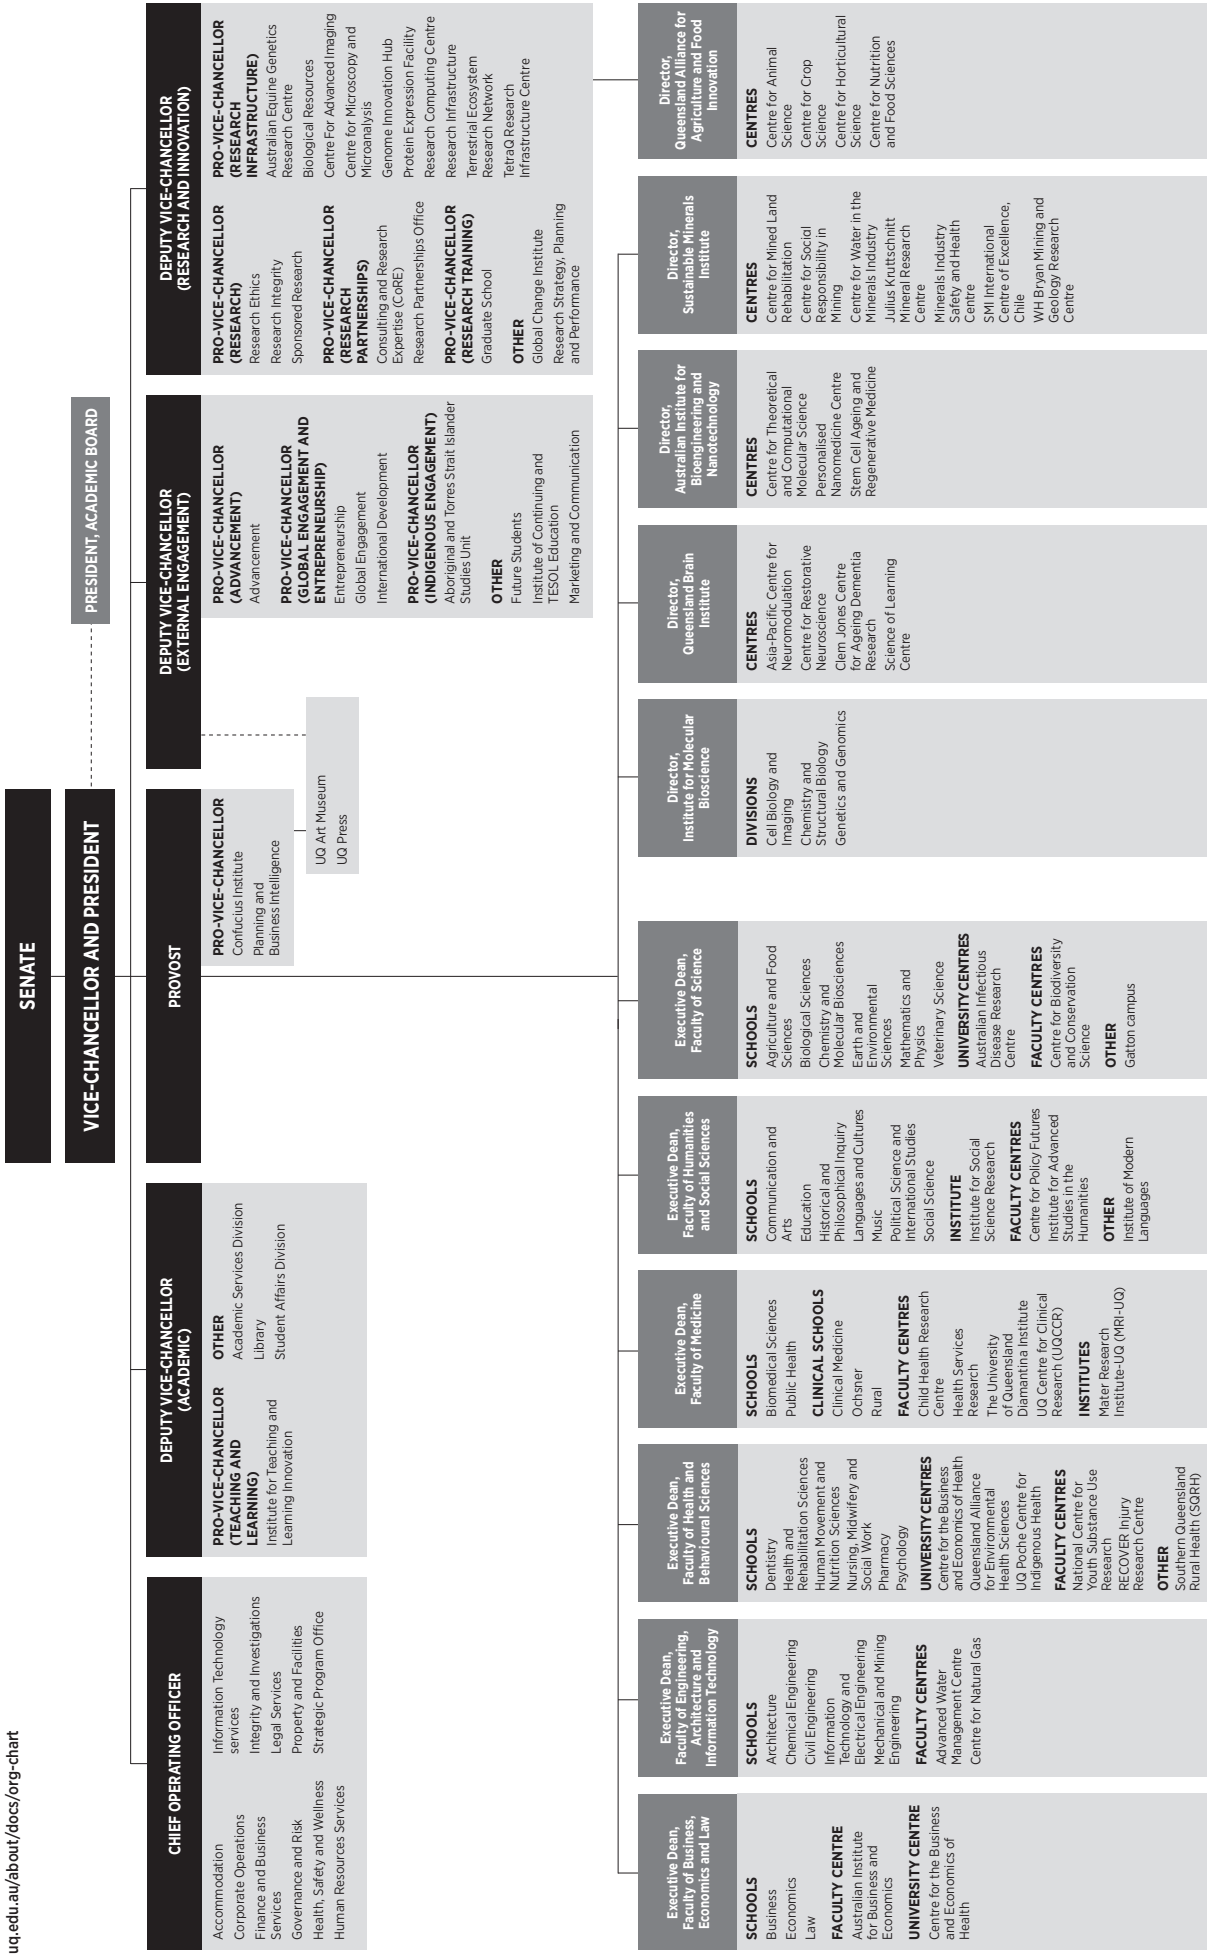 uq.edu.au/about/docs/org-chart
SENATE
VICE-CHANCELLOR AND PRESIDENT
PRESIDENT, ACADEMIC BOARD
CHIEF OPERATING OFFICER
Accommodation
Corporate Operations
Finance and Business
Services
Governance and Risk
Health, Safety and Wellness
Human Resources Services
Information Technology
services
Integrity and Investigations
Legal Services
Property and Facilities
Strategic Program Office
DEPUTY VICE-CHANCELLOR
(ACADEMIC)
PRO-VICE-CHANCELLOR
(TEACHING AND
LEARNING)
Institute for Teaching and
Learning Innovation
OTHER
Academic Services Division
Library
Student Affairs Division
PROVOST
PRO-VICE-CHANCELLOR
Confucius Institute
Planning and
Business Intelligence
UQ Art Museum
UQ Press
DEPUTY VICE-CHANCELLOR
(EXTERNAL ENGAGEMENT)
PRO-VICE-CHANCELLOR
(ADVANCEMENT)
Advancement
PRO-VICE-CHANCELLOR
(GLOBAL ENGAGEMENT AND
ENTREPRENEURSHIP)
Entrepreneurship
Global Engagement
International Development
PRO-VICE-CHANCELLOR
(INDIGENOUS ENGAGEMENT)
Aboriginal and Torres Strait Islander
Studies Unit
OTHER
Future Students
Institute of Continuing and
TESOL Education
Marketing and Communication
DEPUTY VICE-CHANCELLOR
(RESEARCH AND INNOVATION)
PRO-VICE-CHANCELLOR
(RESEARCH)
Research Ethics
Research Integrity
Sponsored Research
PRO-VICE-CHANCELLOR
(RESEARCH
PARTNERSHIPS)
Consulting and Research
Expertise (CoRE)
Research Partnerships Office
PRO-VICE-CHANCELLOR
(RESEARCH TRAINING)
Graduate School
OTHER
Global Change Institute
Research Strategy, Planning
and Performance
PRO-VICE-CHANCELLOR
(RESEARCH
INFRASTRUCTURE)
Australian Equine Genetics
Research Centre
Biological Resources
Centre For Advanced Imaging
Centre for Microscopy and
Microanalysis
Genome Innovation Hub
Protein Expression Facility
Research Computing Centre
Research Infrastructure
Terrestrial Ecosystem
Research Network
TetraQ Research
Infrastructure Centre
Executive Dean,
Faculty of Business,
Economics and Law
SCHOOLS
Business
Economics
Law
FACULTY CENTRE
Australian Institute
for Business and
Economics
UNIVERSITY CENTRE
Centre for the Business
and Economics of
Health
Executive Dean,
Faculty of Engineering,
Architecture and
Information Technology
SCHOOLS
Architecture
Chemical Engineering
Civil Engineering
Information
Technology and
Electrical Engineering
Mechanical and Mining
Engineering
FACULTY CENTRES
Advanced Water
Management Centre
Centre for Natural Gas
Executive Dean,
Faculty of Health and
Behavioural Sciences
SCHOOLS
Dentistry
Health and
Rehabilitation Sciences
Human Movement and
Nutrition Sciences
Nursing, Midwifery and
Social Work
Pharmacy
Psychology
UNIVERSITY CENTRES
Centre for the Business
and Economics of Health
Queensland Alliance
for Environmental
Health Sciences
UQ Poche Centre for
Indigenous Health
FACULTY CENTRES
National Centre for
Youth Substance Use
Research
RECOVER Injury
Research Centre
OTHER
Southern Queensland
Rural Health (SQRH)
Executive Dean,
Faculty of Medicine
SCHOOLS
Biomedical Sciences
Public Health
CLINICAL SCHOOLS
Clinical Medicine
Ochsner
Rural
FACULTY CENTRES
Child Health Research
Centre
Health Services
Research
The University
of Queensland
Diamantina Institute
UQ Centre for Clinical
Research (UQCCR)
INSTITUTES
Mater Research
Institute-UQ (MRI-UQ)
Executive Dean,
Faculty of Humanities
and Social Sciences
SCHOOLS
Communication and
Arts
Education
Historical and
Philosophical Inquiry
Languages and Cultures
Music
Political Science and
International Studies
Social Science
INSTITUTE
Institute for Social
Science Research
FACULTY CENTRES
Centre for Policy Futures
Institute for Advanced
Studies in the
Humanities
OTHER
Institute of Modern
Languages
Executive Dean,
Faculty of Science
SCHOOLS
Agriculture and Food
Sciences
Biological Sciences
Chemistry and
Molecular Biosciences
Earth and
Environmental
Sciences
Mathematics and
Physics
Veterinary Science
UNIVERSITY CENTRES
Australian Infectious
Disease Research
Centre
FACULTY CENTRES
Centre for Biodiversity
and Conservation
Science
OTHER
Gatton campus
Director,
Institute for Molecular
Bioscience
DIVISIONS
Cell Biology and
Imaging
Chemistry and
Structural Biology
Genetics and Genomics
Director,
Queensland Brain
Institute
CENTRES
Asia-Pacific Centre for
Neuromodulation
Centre for Restorative
Neuroscience
Clem Jones Centre
for Ageing Dementia
Research
Science of Learning
Centre
Director,
Australian Institute for
Bioengineering and
Nanotechnology
CENTRES
Centre for Theoretical
and Computational
Molecular Science
Personalised
Nanomedicine Centre
Stem Cell Ageing and
Regenerative Medicine
Director,
Sustainable Minerals
Institute
CENTRES
Centre for Mined Land
Rehabilitation
Centre for Socidl
Responsibility in
Mining
Centre for Water in the
Minerals Industry
Julius Kruttschnitt
Mineral Research
Centre
Minerals Industry
Safety and Health
Centre
SMI International
Centre of Excellence,
Chile
WH Bryan Mining and
Geology Research
Centre
Director,
Queensland Alliance for
Agriculture and Food
Innovation
CENTRES
Centre for Animal
Science
Centre for Crop
Science
Centre for Horticultural
Science
Centre for Nutrition
and Food Sciences